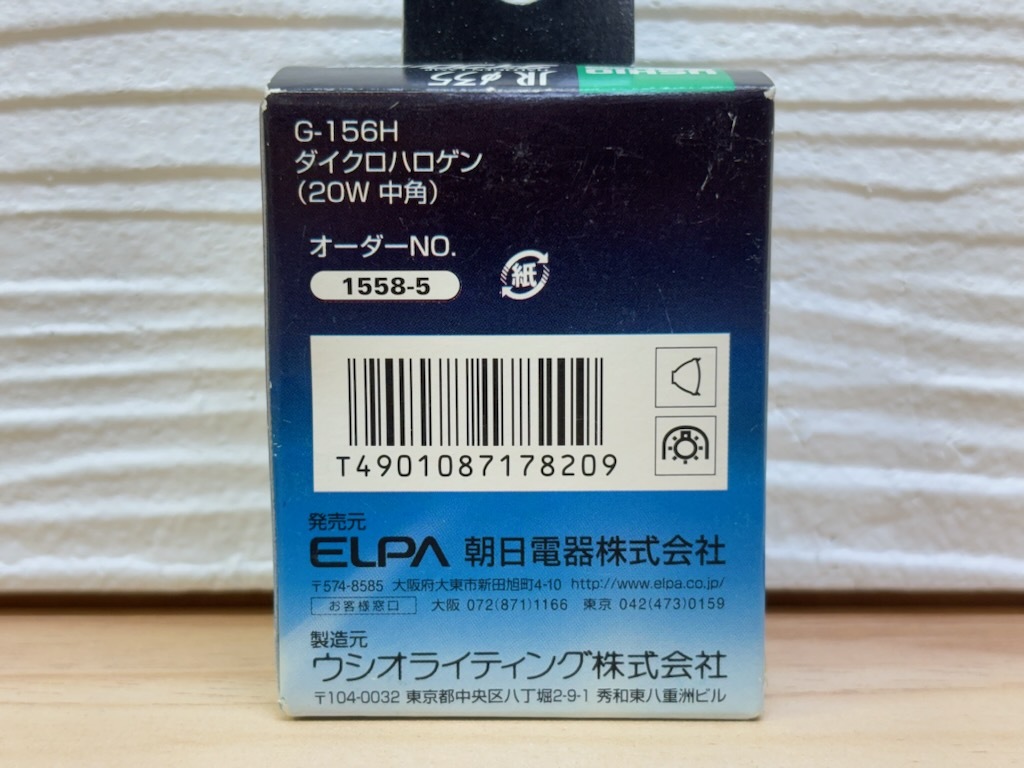 USHIO
JR φ35
G-156H
ダイクロハロゲン
(20W 中角)
オーダーNO.
1558-5
紙
T4901087178209
発売元
ELPA 朝日電器株式会社
〒574-8585 大阪府大東市新田旭町4-10 http://www.elpa.co.jp/
お客様窓口 大阪 072(871)1166 東京 042(473)0159
製造元
ウシオライティング株式会社
〒104-0032 東京都中央区八丁堀2-9-1 秀和東八重洲ビル